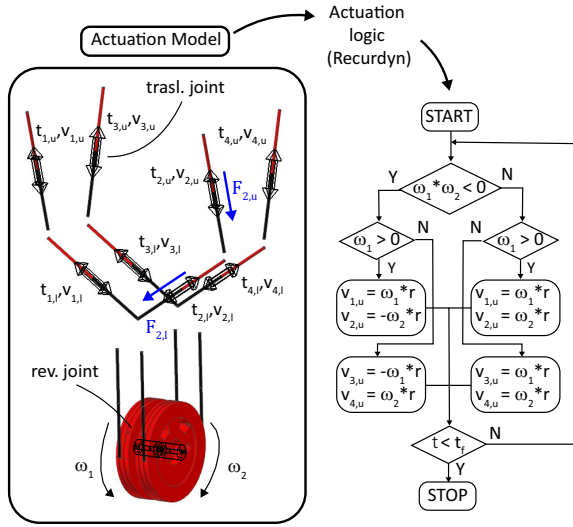 Actuation Model
Actuation
logic
(Recurdyn)
trasl. joint
t1,u,v1,u
t3,u,v3,u
t2,u,v2,u
t4,u,v4,u
F2,u
t3,l,v3,l
t1,l,v1,l
t4,l,v4,l
t2,l,v2,l
F2,l
rev. joint
ω1
ω2
START
ω1*ω2<0
Y
N
ω1>0
N
Y
ω1>0
N
Y
v1,u = ω1*r
v2,u = -ω2*r
v1,u = ω1*r
v2,u = ω2*r
v3,u = -ω1*r
v4,u = ω2*r
v3,u = ω1*r
v4,u = ω2*r
t < tf
N
Y
STOP